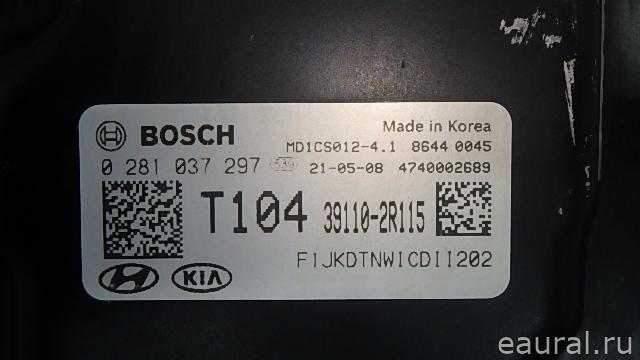 BOSCH
Made in Korea
MD1CS012-4.1 8644 0045
0 281 037 297 539 21-05-08 4740002689
T104 39110-2R115
F1JKDTNWICDII202
KIA
eaural.ru